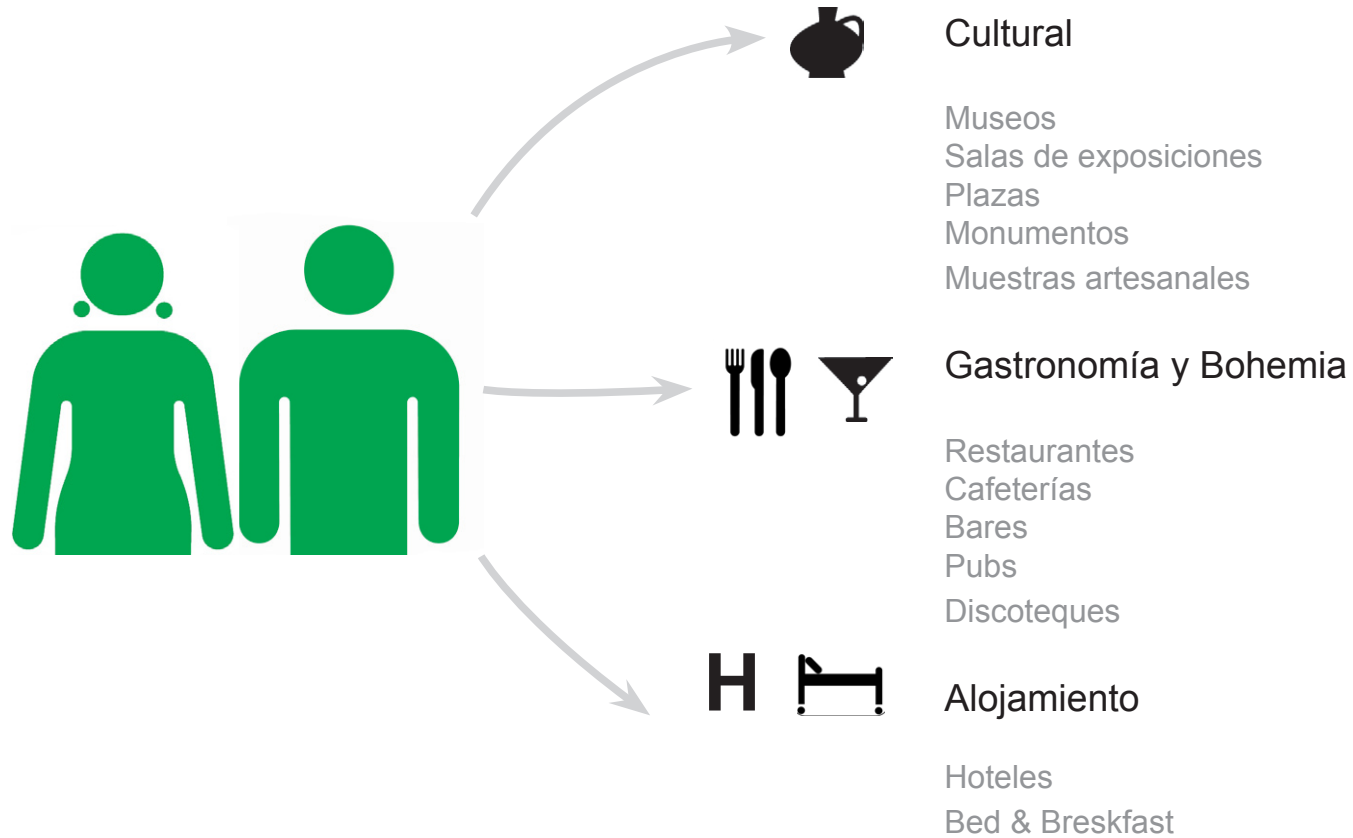 Cultural
Museos
Salas de exposiciones
Plazas
Monumentos
Muestras artesanales
Gastronomía y Bohemia
Restaurantes
Cafeterías
Bares
Pubs
Discoteques
H
Alojamiento
Hoteles
Bed & Breskfast